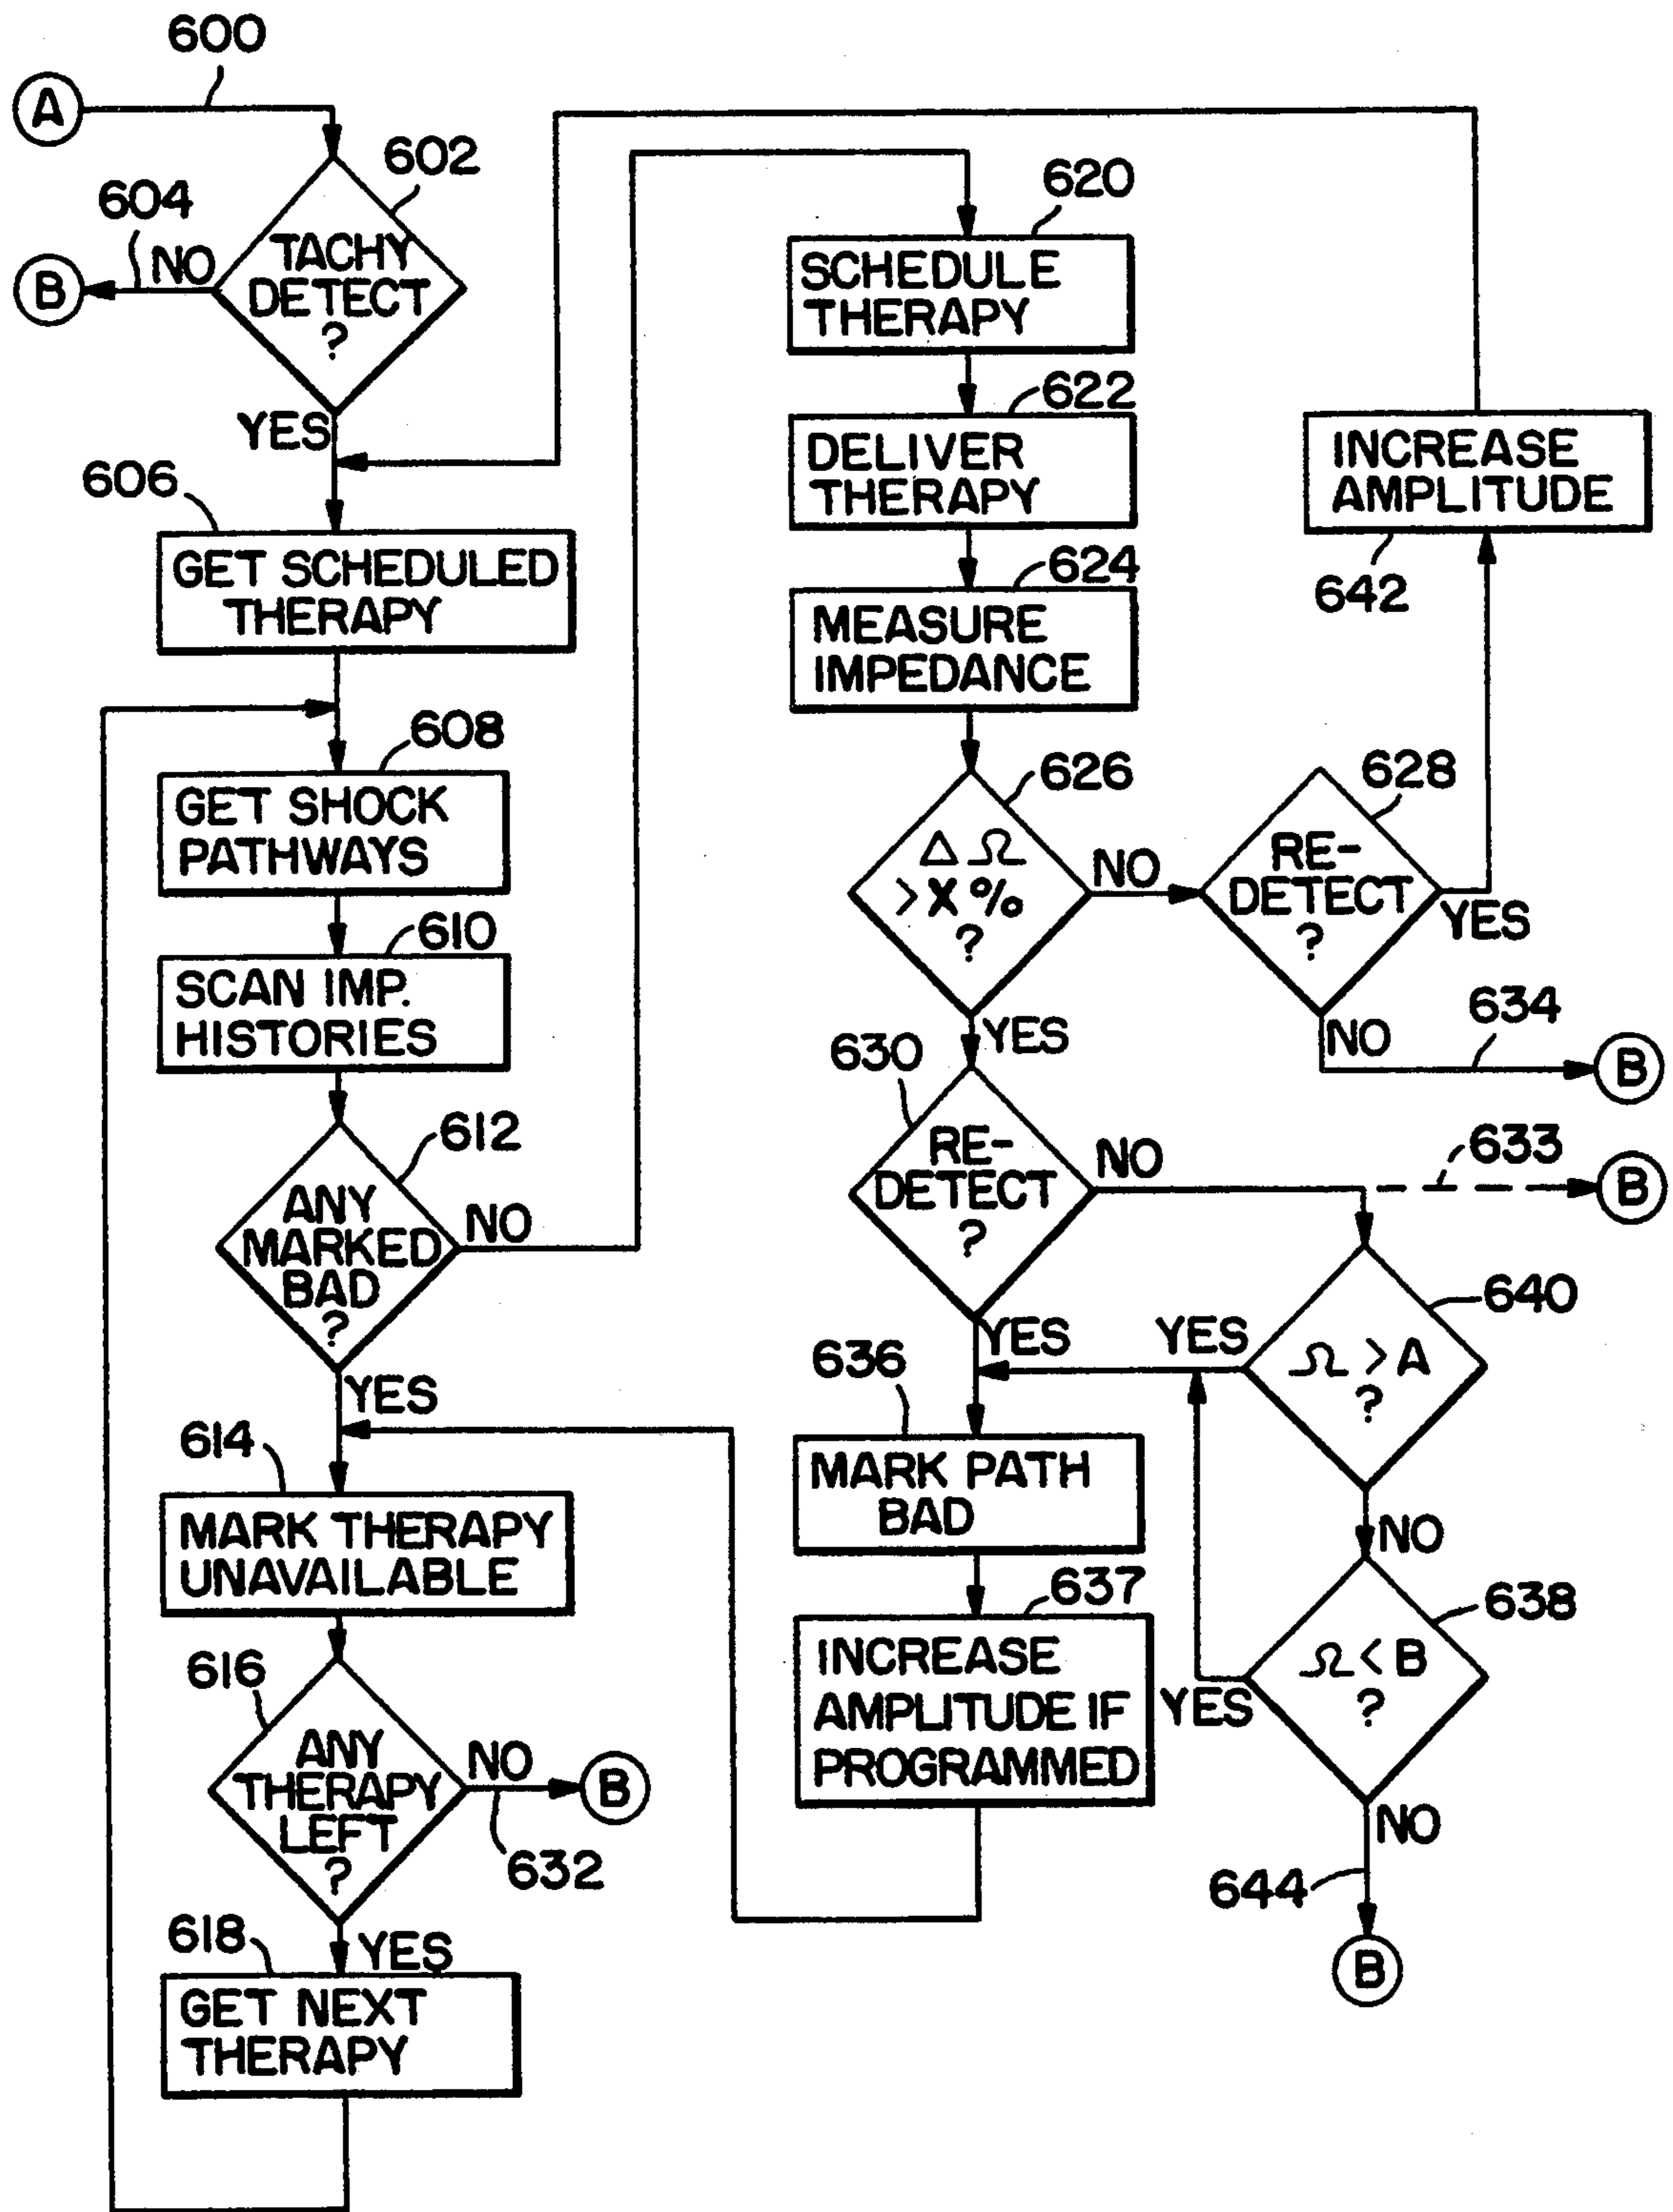 600
A
602
604
NO
B
TACHY
DETECT
?
YES
606
GET SCHEDULED
THERAPY
608
GET SHOCK
PATHWAYS
610
SCAN IMP.
HISTORIES
612
ANY
MARKED
BAD
?
NO
YES
614
MARK THERAPY
UNAVAILABLE
616
ANY
THERAPY
LEFT
?
NO
B
632
YES
618
GET NEXT
THERAPY
620
SCHEDULE
THERAPY
622
DELIVER
THERAPY
624
MEASURE
IMPEDANCE
626
Δ Ω
> X %
?
NO
YES
628
RE-
DETECT
?
YES
NO
634
B
642
INCREASE
AMPLITUDE
630
RE-
DETECT
?
NO
633
B
YES
636
MARK PATH
BAD
637
INCREASE
AMPLITUDE IF
PROGRAMMED
640
Ω > A
?
YES
NO
638
Ω < B
?
YES
NO
644
B